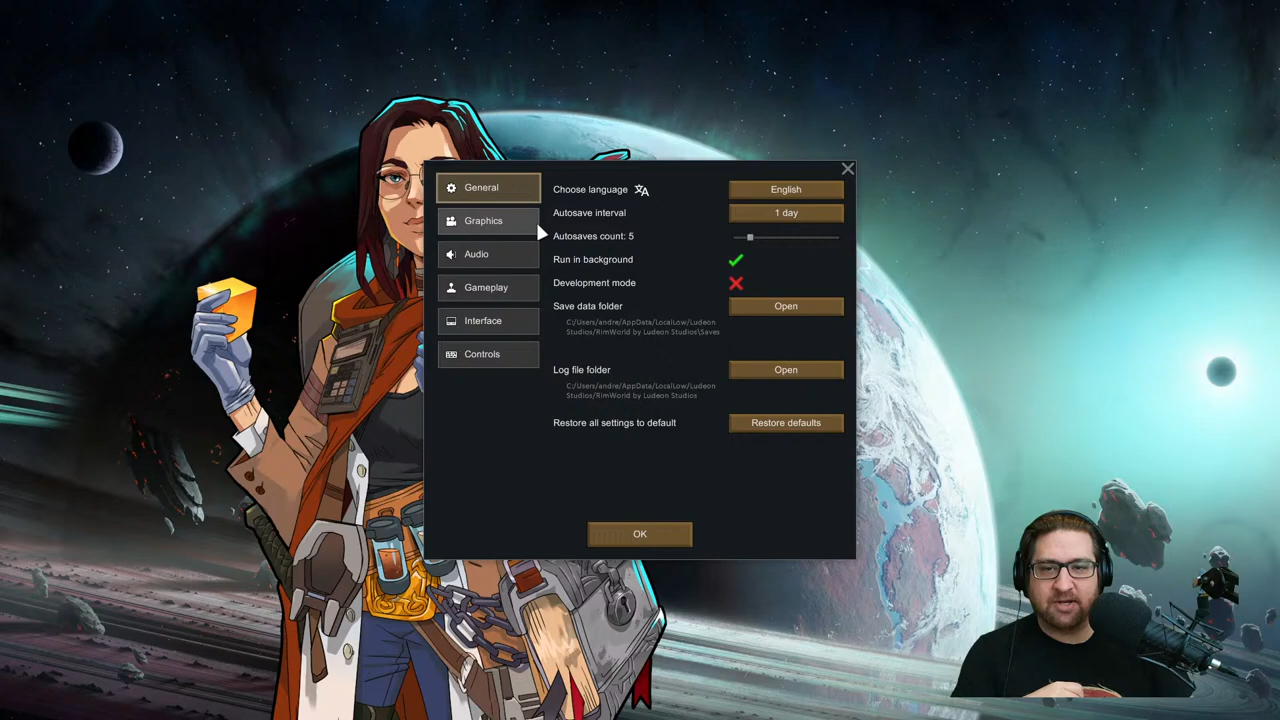 General
Graphics
Audio
Gameplay
Interface
Controls
Choose language
English
Autosave interval
1 day
Autosaves count: 5
Run in background
Development mode
Save data folder
Open
C:/Users/andre/AppData/LocalLow/Ludeon
Studios/RimWorld by Ludeon Studios\Saves
Log file folder
Open
C:/Users/andre/AppData/LocalLow/Ludeon
Studios/RimWorld by Ludeon Studios
Restore all settings to default
Restore defaults
OK